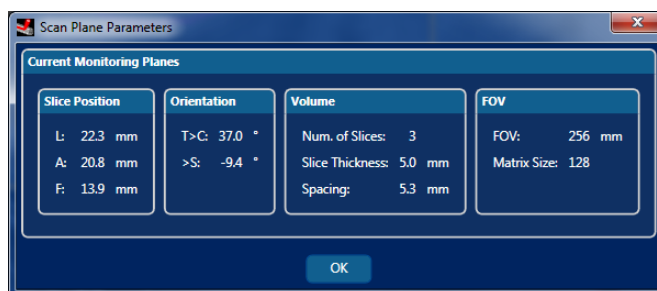 Scan Plane Parameters
x
Current Monitoring Planes
Slice Position
L: 22.3 mm
A: 20.8 mm
F: 13.9 mm
Orientation
T>C: 37.0 °
>S: -9.4 °
Volume
Num. of Slices: 3
Slice Thickness: 5.0 mm
Spacing: 5.3 mm
FOV
FOV: 256 mm
Matrix Size: 128
OK